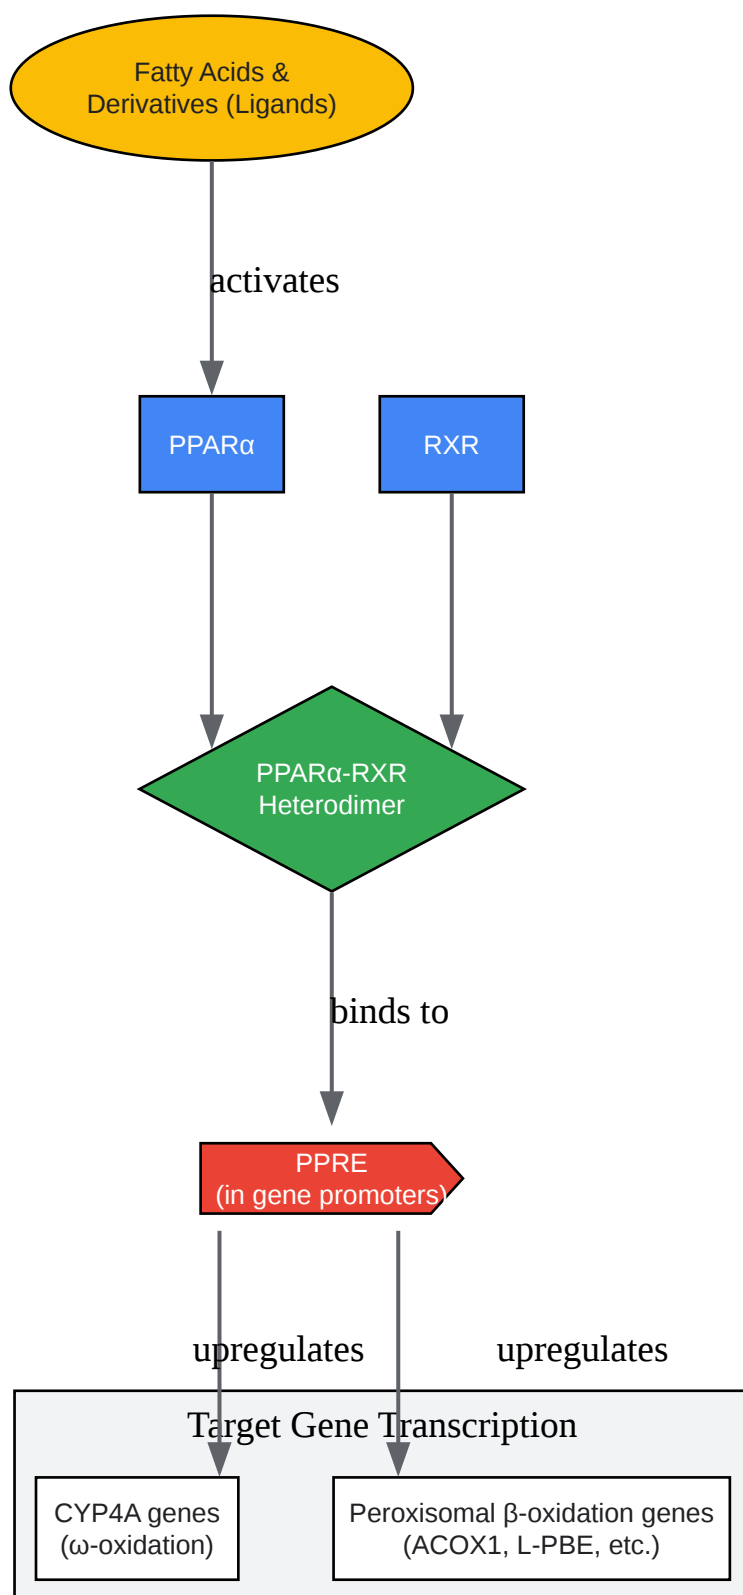 Fatty Acids &
Derivatives (Ligands)
activates
PPARα
RXR
PPARα-RXR
Heterodimer
binds to
PPRE
(in gene promoters)
upregulates
upregulates
Target Gene Transcription
CYP4A genes
(ω-oxidation)
Peroxisomal β-oxidation genes
(ACOX1, L-PBE, etc.)